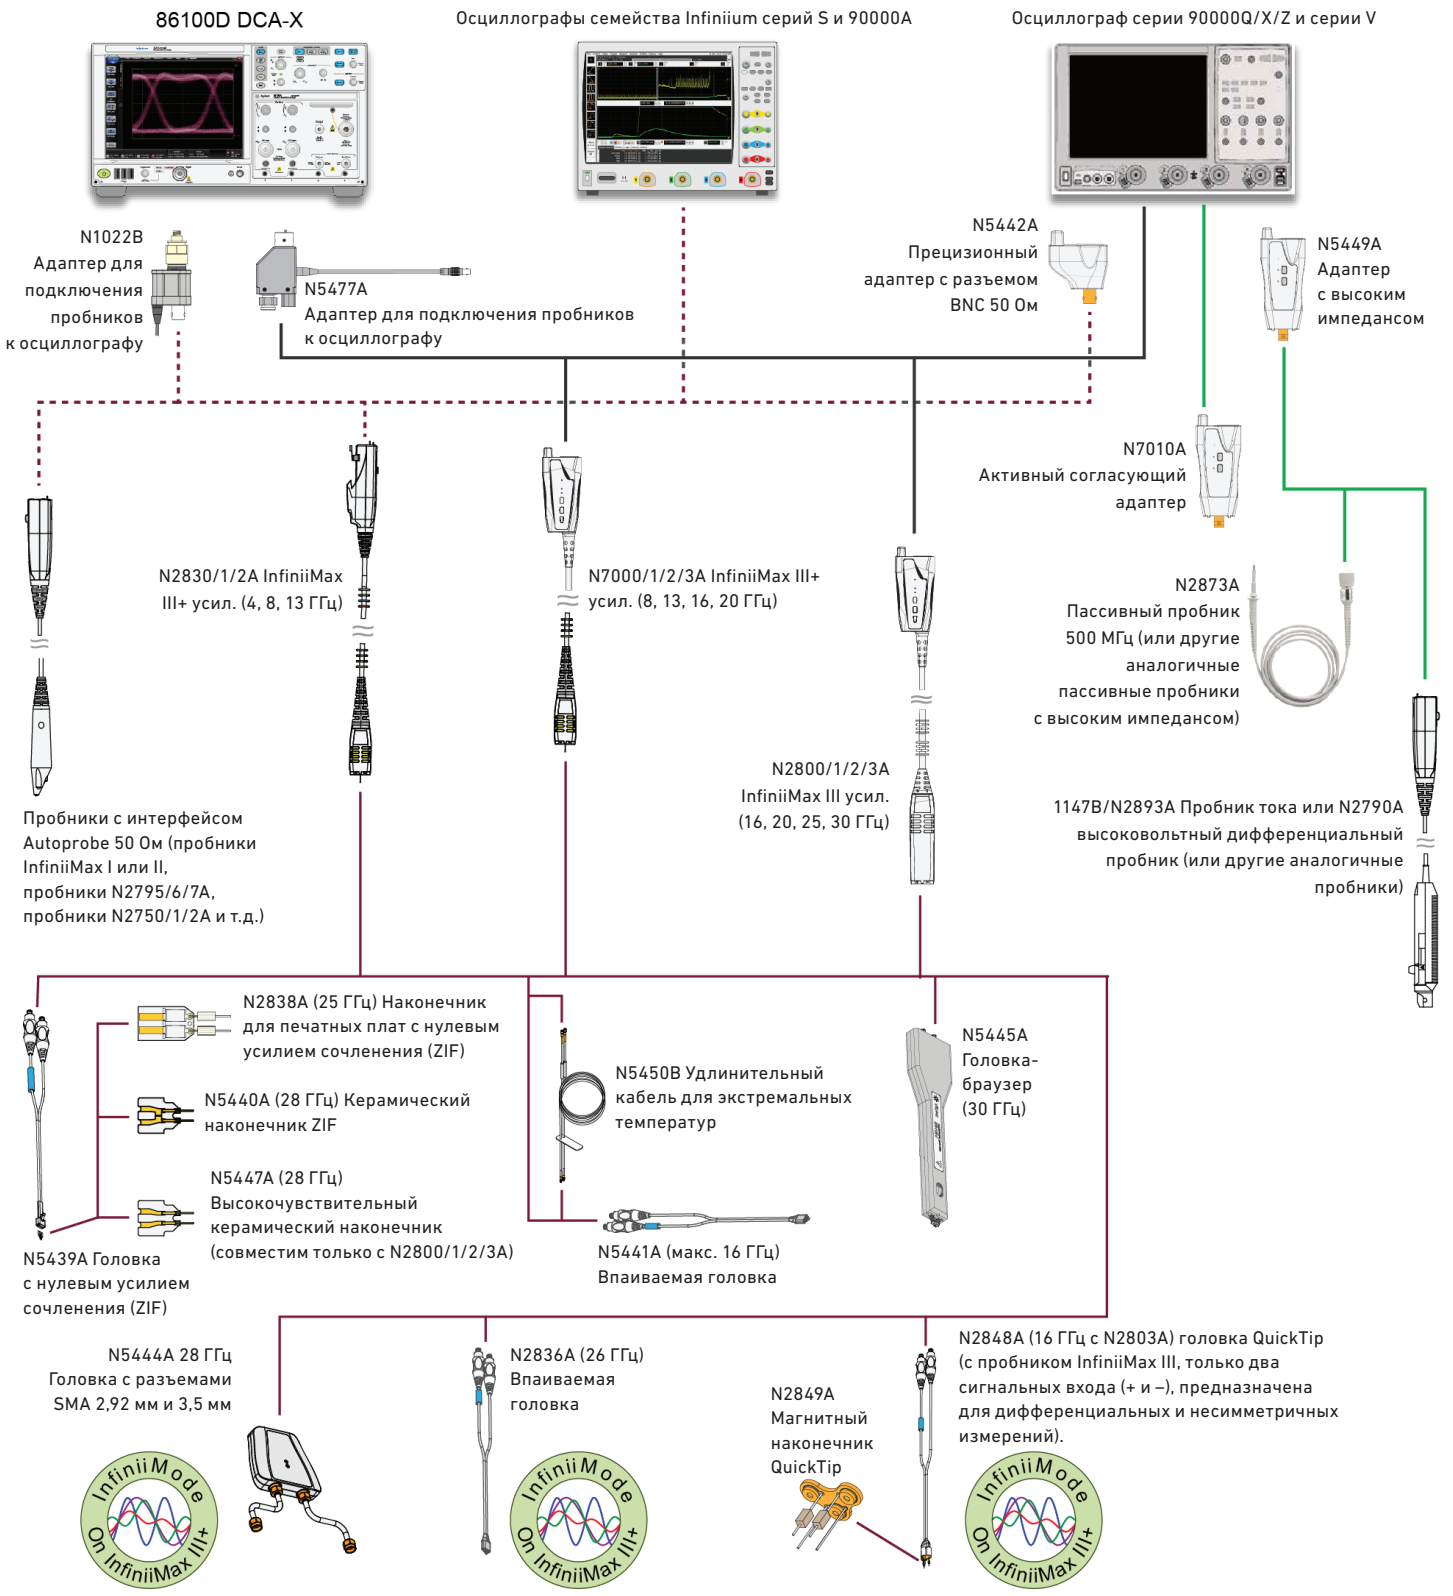 86100D DCA-X
Осциллографы семейства Infiniium серий S и 90000A
Осциллограф серии 90000Q/X/Z и серии V
N1022B
Адаптер для
подключения
пробников
к осциллографу
N5477A
Адаптер для подключения пробников
к осциллографу
N5442A
Прецизионный
адаптер с разъемом
BNC 50 Ом
N5449A
Адаптер
с высоким
импедансом
N7010A
Активный согласующий
адаптер
N2830/1/2A InfiniiMax
III+ усил. (4, 8, 13 ГГц)
N7000/1/2/3A InfiniiMax III+
усил. (8, 13, 16, 20 ГГц)
N2873A
Пассивный пробник
500 МГц (или другие
аналогичные
пассивные пробники
с высоким импедансом)
N2800/1/2/3A
InfiniiMax III усил.
(16, 20, 25, 30 ГГц)
Пробники с интерфейсом
Autoprobe 50 Ом (пробники
InfiniiMax I или II,
пробники N2795/6/7A,
пробники N2750/1/2A и т.д.)
1147B/N2893A Пробник тока или N2790A
высоковольтный дифференциальный
пробник (или другие аналогичные
пробники)
N2838A (25 ГГц) Наконечник
для печатных плат с нулевым
усилием сочленения (ZIF)
N5440A (28 ГГц) Керамический
наконечник ZIF
N5447A (28 ГГц)
Высокочувствительный
керамический наконечник
(совместим только с N2800/1/2/3A)
N5439A Головка
с нулевым усилием
сочленения (ZIF)
N5450B Удлинительный
кабель для экстремальных
температур
N5441A (макс. 16 ГГц)
Впаиваемая головка
N5445A
Головка-
браузер
(30 ГГц)
N5444A 28 ГГц
Головка с разъемами
SMA 2,92 мм и 3,5 мм
N2836A (26 ГГц)
Впаиваемая
головка
N2849A
Магнитный
наконечник
QuickTip
N2848A (16 ГГц с N2803A) головка QuickTip
(с пробником InfiniiMax III, только два
сигнальных входа (+ и –), предназначена
для дифференциальных и несимметричных
измерений).
InfiniiMode
On InfiniiMax III+
InfiniiMode
On InfiniiMax III+
InfiniiMode
On InfiniiMax III+